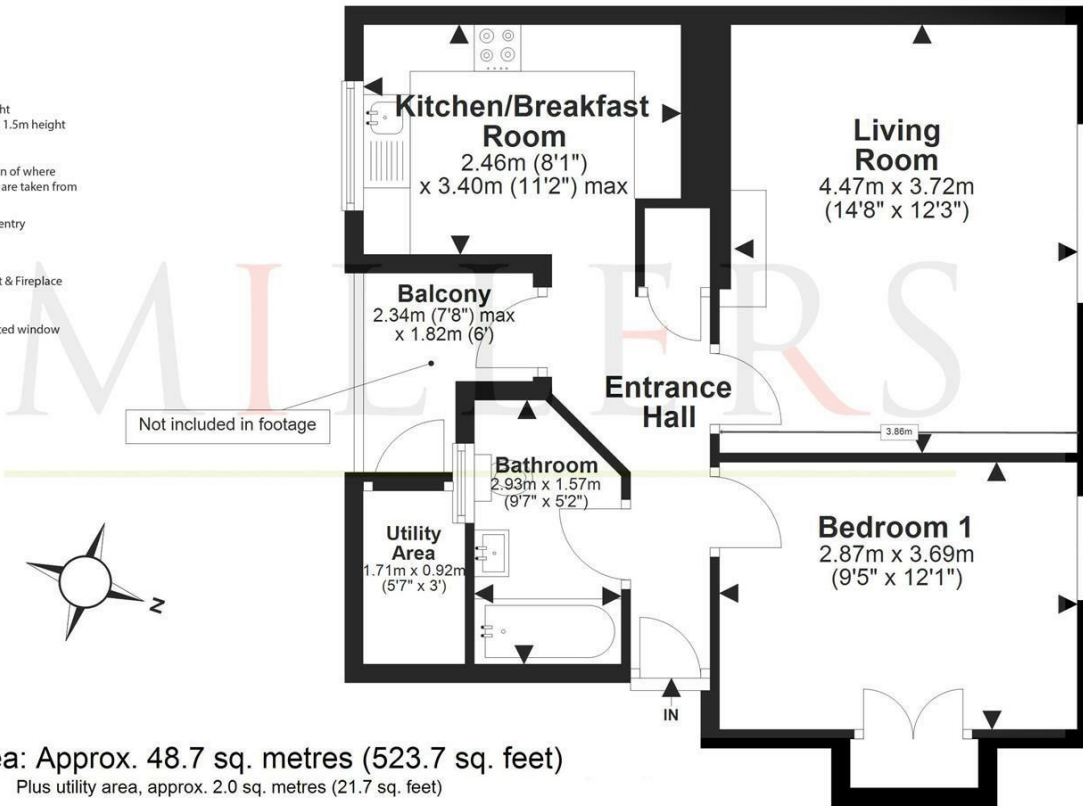 ht
1.5m height
n of where
are taken from
entry
t & Fireplace
ted window
Kitchen/Breakfast
Room
2.46m (8'1")
x 3.40m (11'2") max
Living
Room
4.47m x 3.72m
(14'8" x 12'3")
MILLERS
Balcony
2.34m (7'8") max
x 1.82m (6')
Not included in footage
Entrance
Hall
3.86m
Bathroom
2.93m x 1.57m
(9'7" x 5'2")
Utility
Area
1.71m x 0.92m
(5'7" x 3')
Bedroom 1
2.87m x 3.69m
(9'5" x 12'1")
N
IN
ea: Approx. 48.7 sq. metres (523.7 sq. feet)
Plus utility area, approx. 2.0 sq. metres (21.7 sq. feet)